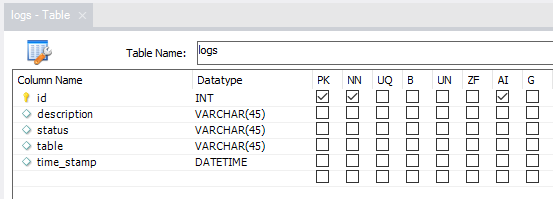 logs - Table ×
Table Name: logs
Column Name Datatype PK NN UQ B UN ZF AI G
id INT
description VARCHAR(45)
status VARCHAR(45)
table VARCHAR(45)
time_stamp DATETIME